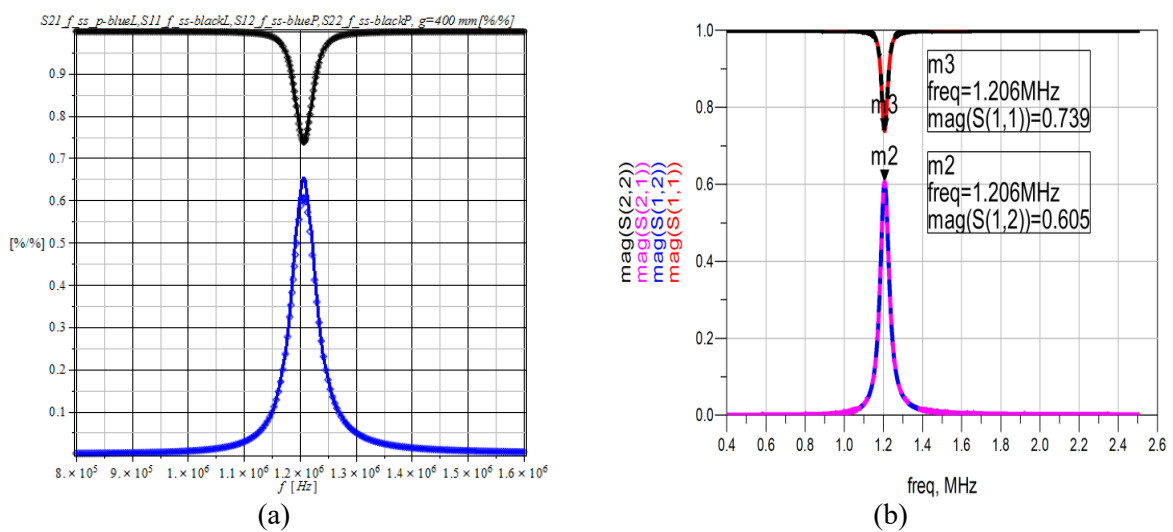 S21_f_ss_p-blueL,S11_f_ss-blackL,S12_f_ss-blueP,S22_f_ss-blackP, g=400 mm[%/%]
0.9
0.8
0.7
0.6
[%/%] 0.5
0.4
0.3
0.2
0.1
8. × 10⁵ 9. × 10⁵ 1. × 10⁶ 1.1 × 10⁶ 1.2 × 10⁶ 1.3 × 10⁶ 1.4 × 10⁶ 1.5 × 10⁶ 1.6 × 10⁶
f [Hz]
(a)
mag(S(2,2))
mag(S(2,1))
mag(S(1,2))
mag(S(1,1))
1.0
0.8
0.6
0.4
0.2
0.0
m3
m2
m3
freq=1.206MHz
mag(S(1,1))=0.739
m2
freq=1.206MHz
mag(S(1,2))=0.605
0.4 0.6 0.8 1.0 1.2 1.4 1.6 1.8 2.0 2.2 2.4 2.6
freq, MHz
(b)